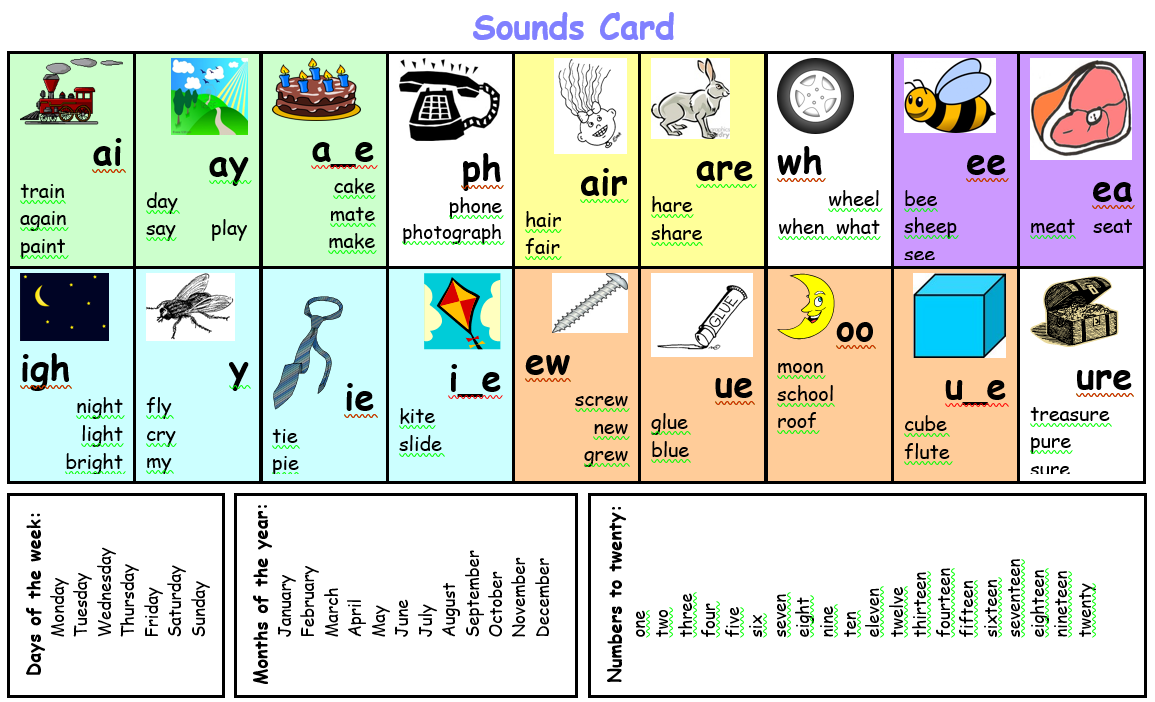 Sounds Card
ai
train
again
paint
ay
day
say play
a_e
cake
mate
make
ph
phone
photograph
air
hair
fair
are
hare
share
wh
wheel
when what
ee
bee
sheep
see
ea
meat seat
igh
night
light
bright
y
fly
cry
my
ie
tie
pie
i_e
kite
slide
ew
screw
new
grew
GLUE
ue
glue
blue
oo
moon
school
roof
u_e
cube
flute
ure
treasure
pure
sure
Days of the week:
Monday
Tuesday
Wednesday
Thursday
Friday
Saturday
Sunday
Months of the year:
January
February
March
April
May
June
July
August
September
October
November
December
Numbers to twenty:
one
two
three
four
five
six
seven
eight
nine
ten
eleven
twelve
thirteen
fourteen
fifteen
sixteen
seventeen
eighteen
nineteen
twenty